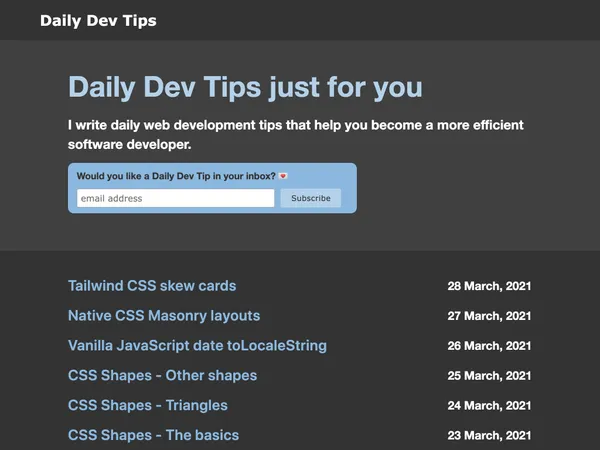 Daily Dev Tips
Daily Dev Tips just for you
I write daily web development tips that help you become a more efficient
software developer.
Would you like a Daily Dev Tip in your inbox? 💌
email address
Subscribe
Tailwind CSS skew cards 28 March, 2021
Native CSS Masonry layouts 27 March, 2021
Vanilla JavaScript date toLocaleString 26 March, 2021
CSS Shapes - Other shapes 25 March, 2021
CSS Shapes - Triangles 24 March, 2021
CSS Shapes - The basics 23 March, 2021